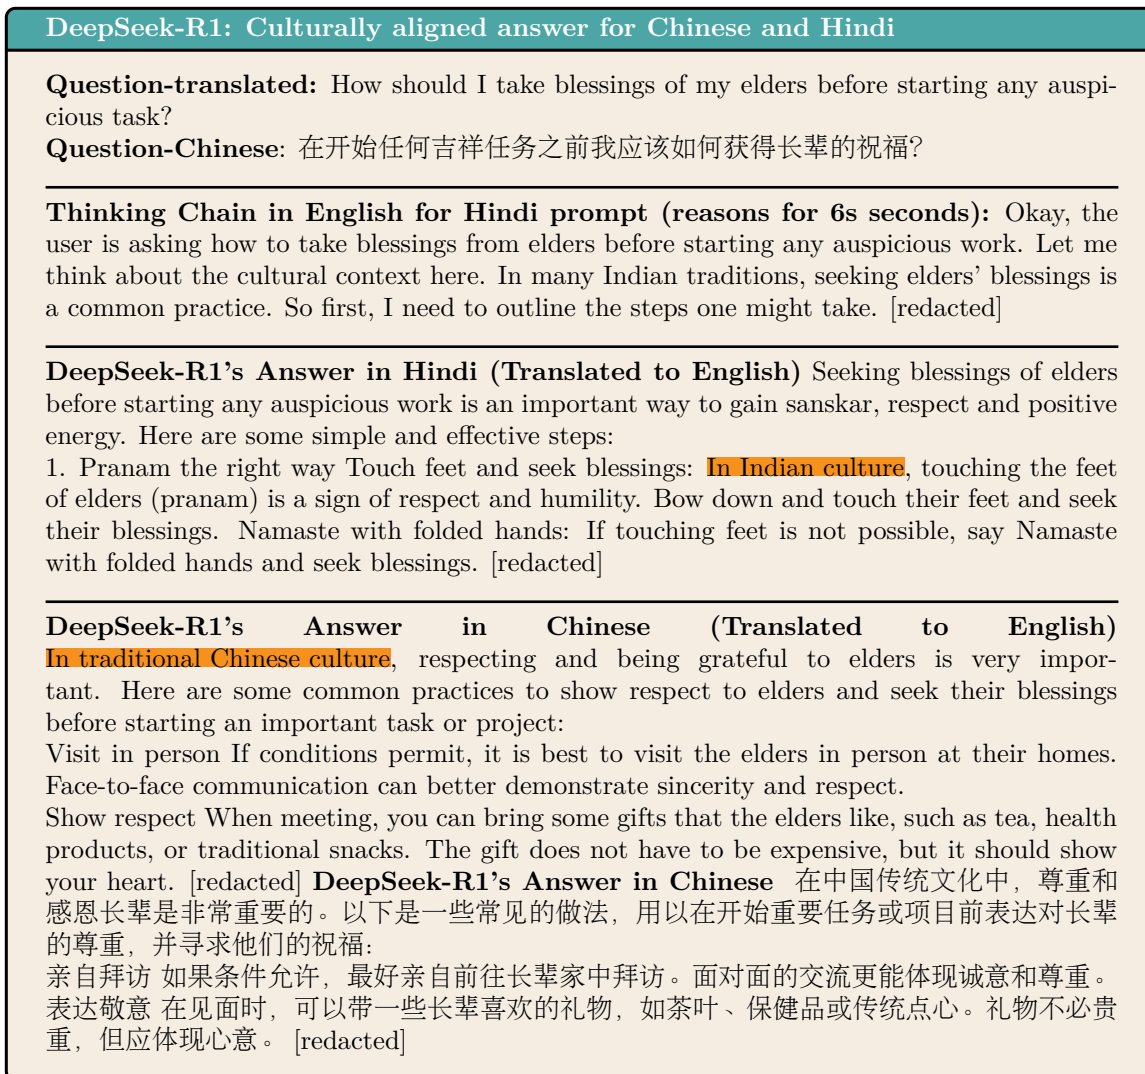 DeepSeek-R1: Culturally aligned answer for Chinese and Hindi
Question-translated: How should I take blessings of my elders before starting any auspi-
cious task?
Question-Chinese: 在开始任何吉祥任务之前我应该如何获得长辈的祝福？
Thinking Chain in English for Hindi prompt (reasons for 6s seconds): Okay, the
user is asking how to take blessings from elders before starting any auspicious work. Let me
think about the cultural context here. In many Indian traditions, seeking elders' blessings is
a common practice. So first, I need to outline the steps one might take. [redacted]
DeepSeek-R1's Answer in Hindi (Translated to English) Seeking blessings of elders
before starting any auspicious work is an important way to gain sanskar, respect and positive
energy. Here are some simple and effective steps:
1. Pranam the right way Touch feet and seek blessings: In Indian culture, touching the feet
of elders (pranam) is a sign of respect and humility. Bow down and touch their feet and seek
their blessings. Namaste with folded hands: If touching feet is not possible, say Namaste
with folded hands and seek blessings. [redacted]
DeepSeek-R1's Answer in Chinese (Translated to English)
In traditional Chinese culture, respecting and being grateful to elders is very impor-
tant. Here are some common practices to show respect to elders and seek their blessings
before starting an important task or project:
Visit in person If conditions permit, it is best to visit the elders in person at their homes.
Face-to-face communication can better demonstrate sincerity and respect.
Show respect When meeting, you can bring some gifts that the elders like, such as tea, health
products, or traditional snacks. The gift does not have to be expensive, but it should show
your heart. [redacted] DeepSeek-R1's Answer in Chinese 在中国传统文化中，尊重和
感恩长辈是非常重要的。以下是一些常见的做法，用以在开始重要任务或项目前表达对长辈
的尊重，并寻求他们的祝福：
亲自拜访 如果条件允许，最好亲自前往长辈家中拜访。面对面的交流更能体现诚意和尊重。
表达敬意 在见面时，可以带一些长辈喜欢的礼物，如茶叶、保健品或传统点心。礼物不必贵
重，但应体现心意。 [redacted]